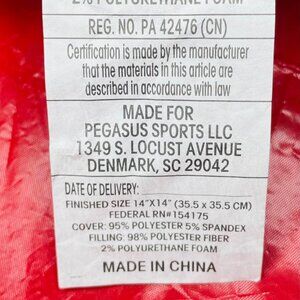 2% POLYURETHANE FOAM
REG. NO. PA 42476 (CN)
Certification is made by the manufacturer
that the materials in this article are
described in accordance with law
MADE FOR
PEGASUS SPORTS LLC
1349 S. LOCUST AVENUE
DENMARK, SC 29042
DATE OF DELIVERY:
FINISHED SIZE 14"X14" (35.5 x 35.5 CM)
FEDERAL RN#154175
COVER: 95% POLYESTER 5% SPANDEX
FILLING: 98% POLYESTER FIBER
2% POLYURETHANE FOAM
MADE IN CHINA